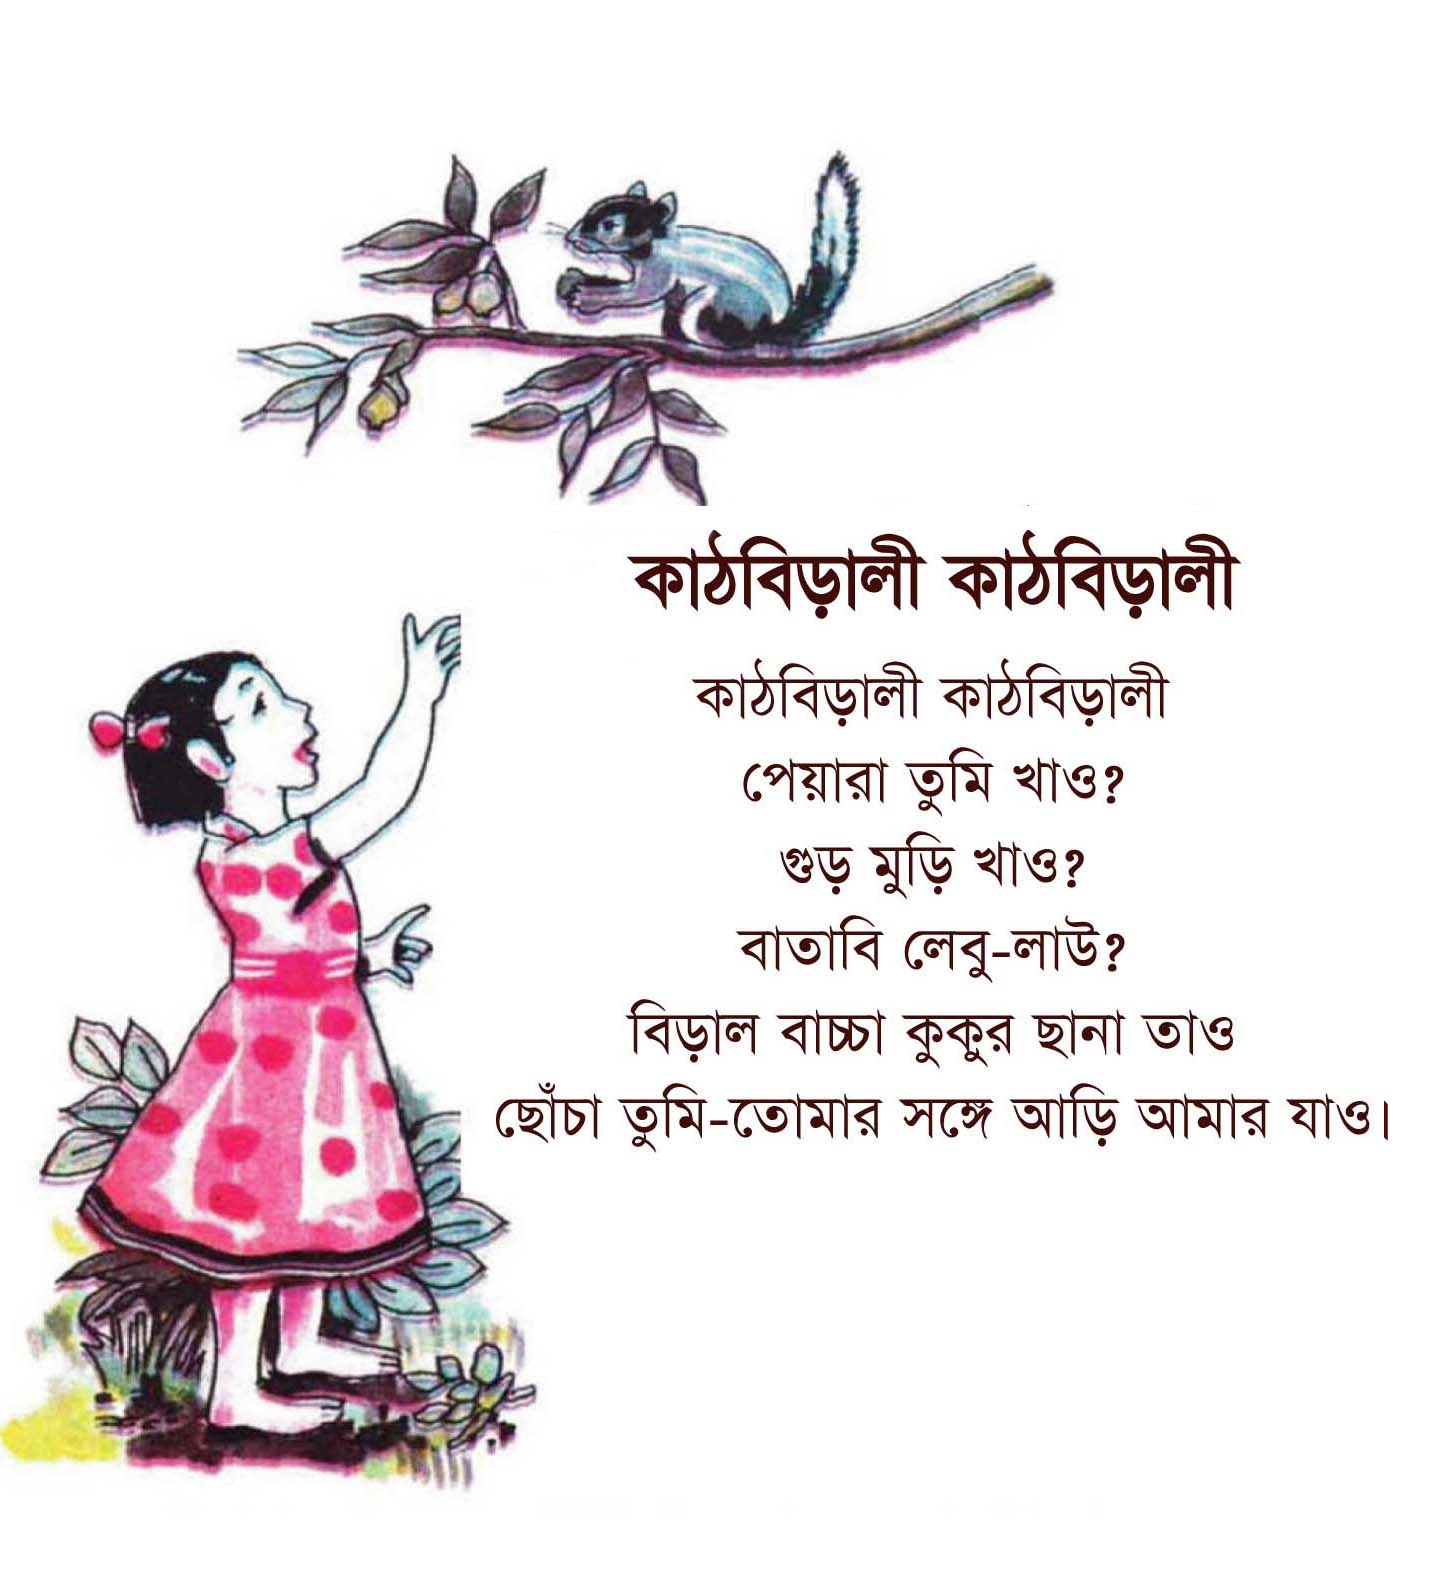 কাঠবিড়ালী কাঠবিড়ালী
কাঠবিড়ালী কাঠবিড়ালী
পেয়ারা তুমি খাও?
গুড় মুড়ি খাও?
বাতাবি লেবু-লাউ?
বিড়াল বাচ্চা কুকুর ছানা তাও
ছোঁচা তুমি-তোমার সঙ্গে আড়ি আমার যাও।